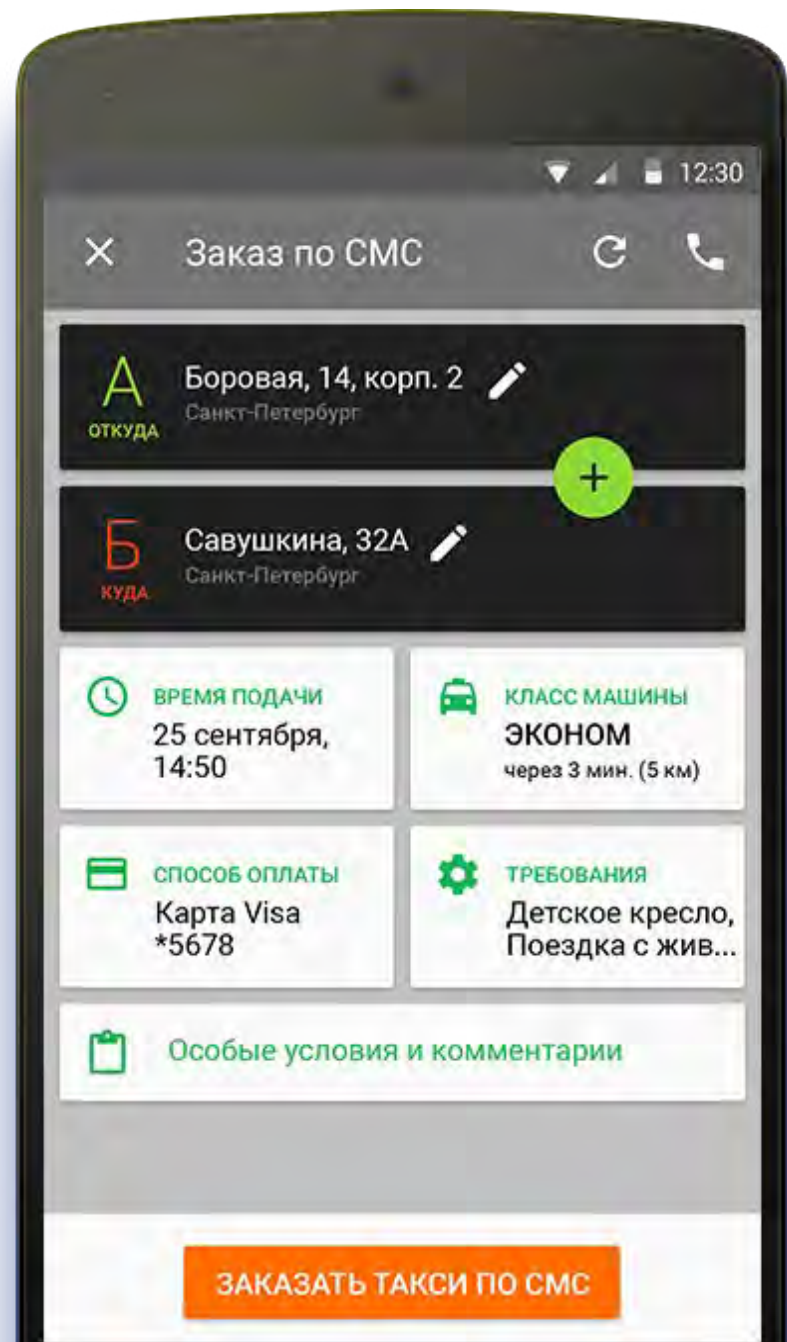 12:30
Заказ по СМС
А
ОТКУДА
Боровая, 14, корп. 2
Санкт-Петербург
+
Б
КУДА
Савушкина, 32А
Санкт-Петербург
ВРЕМЯ ПОДАЧИ
25 сентября,
14:50
КЛАСС МАШИНЫ
ЭКОНОМ
через 3 мин. (5 км)
СПОСОБ ОПЛАТЫ
Карта Visa
*5678
ТРЕБОВАНИЯ
Детское кресло,
Поездка с жив...
Особые условия и комментарии
ЗАКАЗАТЬ ТАКСИ ПО СМС